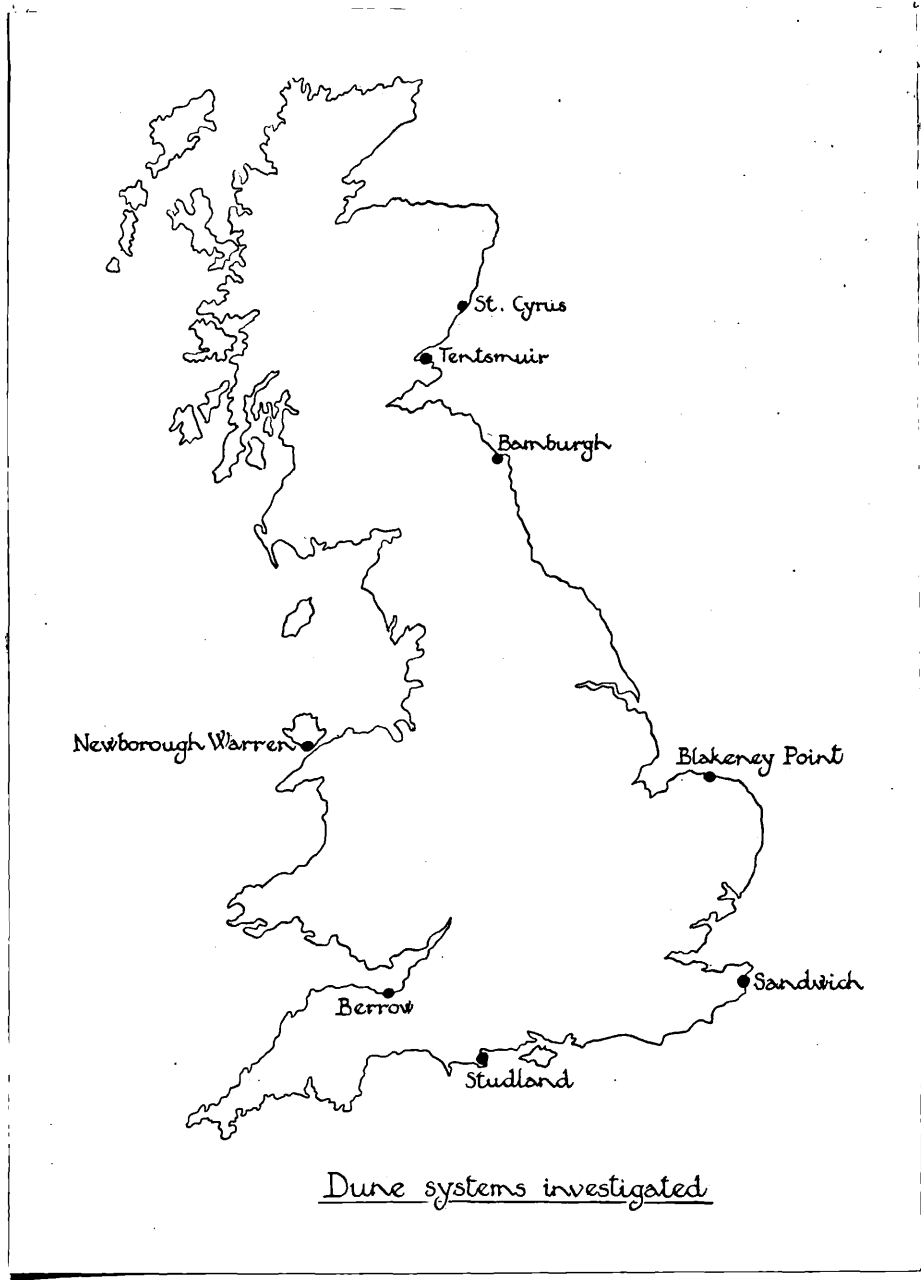 St. Cyrus
Tentsmuir
Bamburgh
Newborough Warren
Blakeney Point
Sandwich
Berrow
Studland
Dune systems investigated